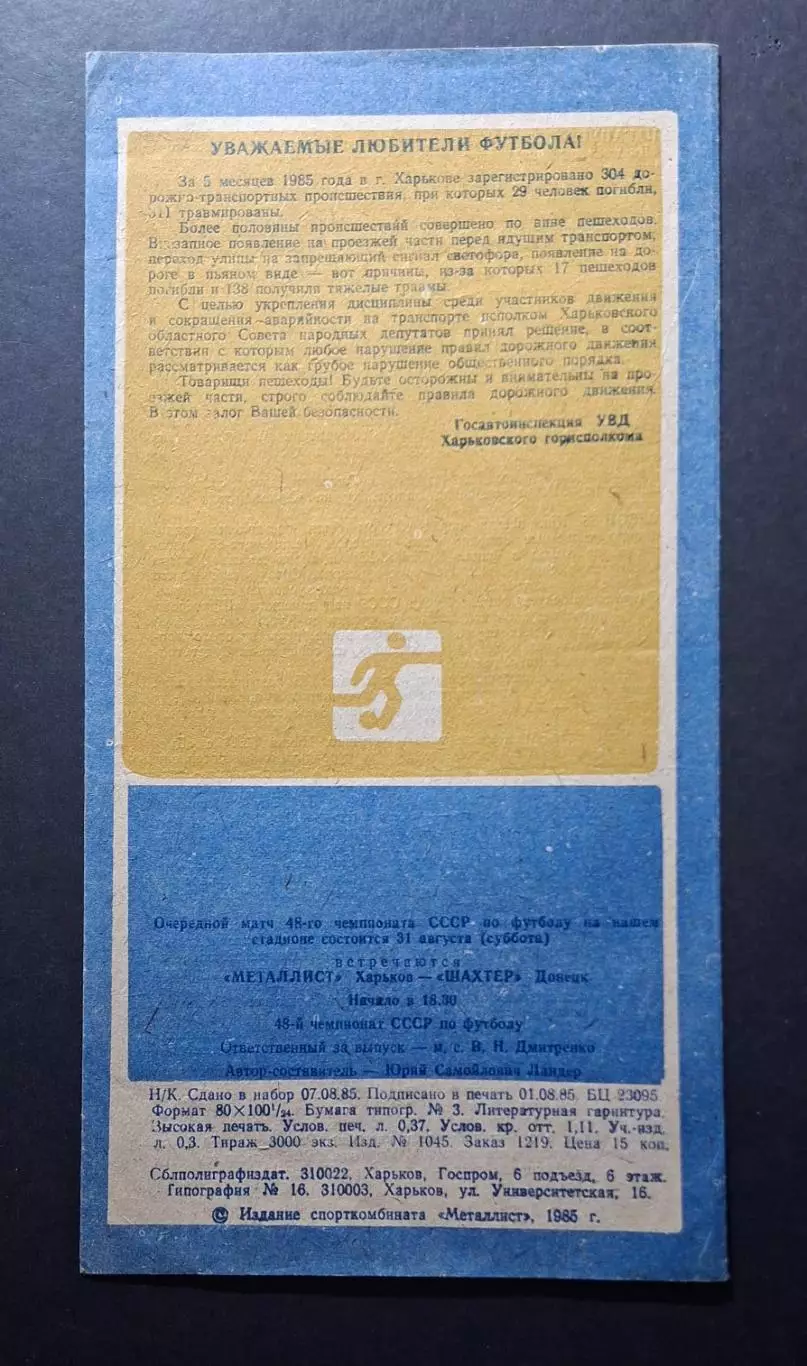 УВАЖАЕМЫЕ ЛЮБИТЕЛИ ФУТБОЛА!
За 5 месяцев 1985 года в г. Харькове зарегистрировано 304 до-
рожно-транспортных происшествия, при которых 29 человек погибли,
311 травмированы.
Более половины происшествий совершено по вине пешеходов.
Внезапное появление на проезжей части перед идущим транспортом,
переход улицы на запрещающий сигнал светофора, появление на до-
роге в пьяном виде — вот причины, из-за которых 17 пешеходов
погибли и 138 получили тяжелые травмы.
С целью укрепления дисциплины среди участников движения
и сокращения аварийности на транспорте исполком Харьковского
областного Совета народных депутатов принял решение, в соот-
ветствии с которым любое нарушение правил дорожного движения
рассматривается как грубое нарушение общественного порядка.
Товарищи пешеходы! Будьте осторожны и внимательны на про-
езжей части, строго соблюдайте правила дорожного движения.
В этом залог Вашей безопасности.
Госавтоинспекция УВД
Харьковского горисполкома
Очередной матч 48-го чемпионата СССР по футболу на нашем
стадионе состоится 31 августа (суббота)
встречаются
«МЕТАЛЛИСТ» Харьков — «ШАХТЕР» Донецк
Начало в 18.30
48-й чемпионат СССР по футболу
Ответственный за выпуск — м. с. В. Н. Дмитренко
Автор-составитель — Юрий Самойлович Ландер
Н/К. Сдано в набор 07.08.85. Подписано в печать 01.08.85. БЦ 23095.
Формат 80×100¹/₂₄. Бумага типогр. № 3. Литературная гарнитура.
Высокая печать. Услов. печ. л. 0,37. Услов. кр. отт. 1,11. Уч.-изд.
л. 0,3. Тираж 3000 экз. Изд. № 1045. Заказ 1219. Цена 15 коп.
Облполиграфиздат. 310022, Харьков, Госпром, 6 подъезд, 6 этаж.
Типография № 16. 310003, Харьков, ул. Университетская, 16.
© Издание спорткомбината «Металлист», 1985 г.